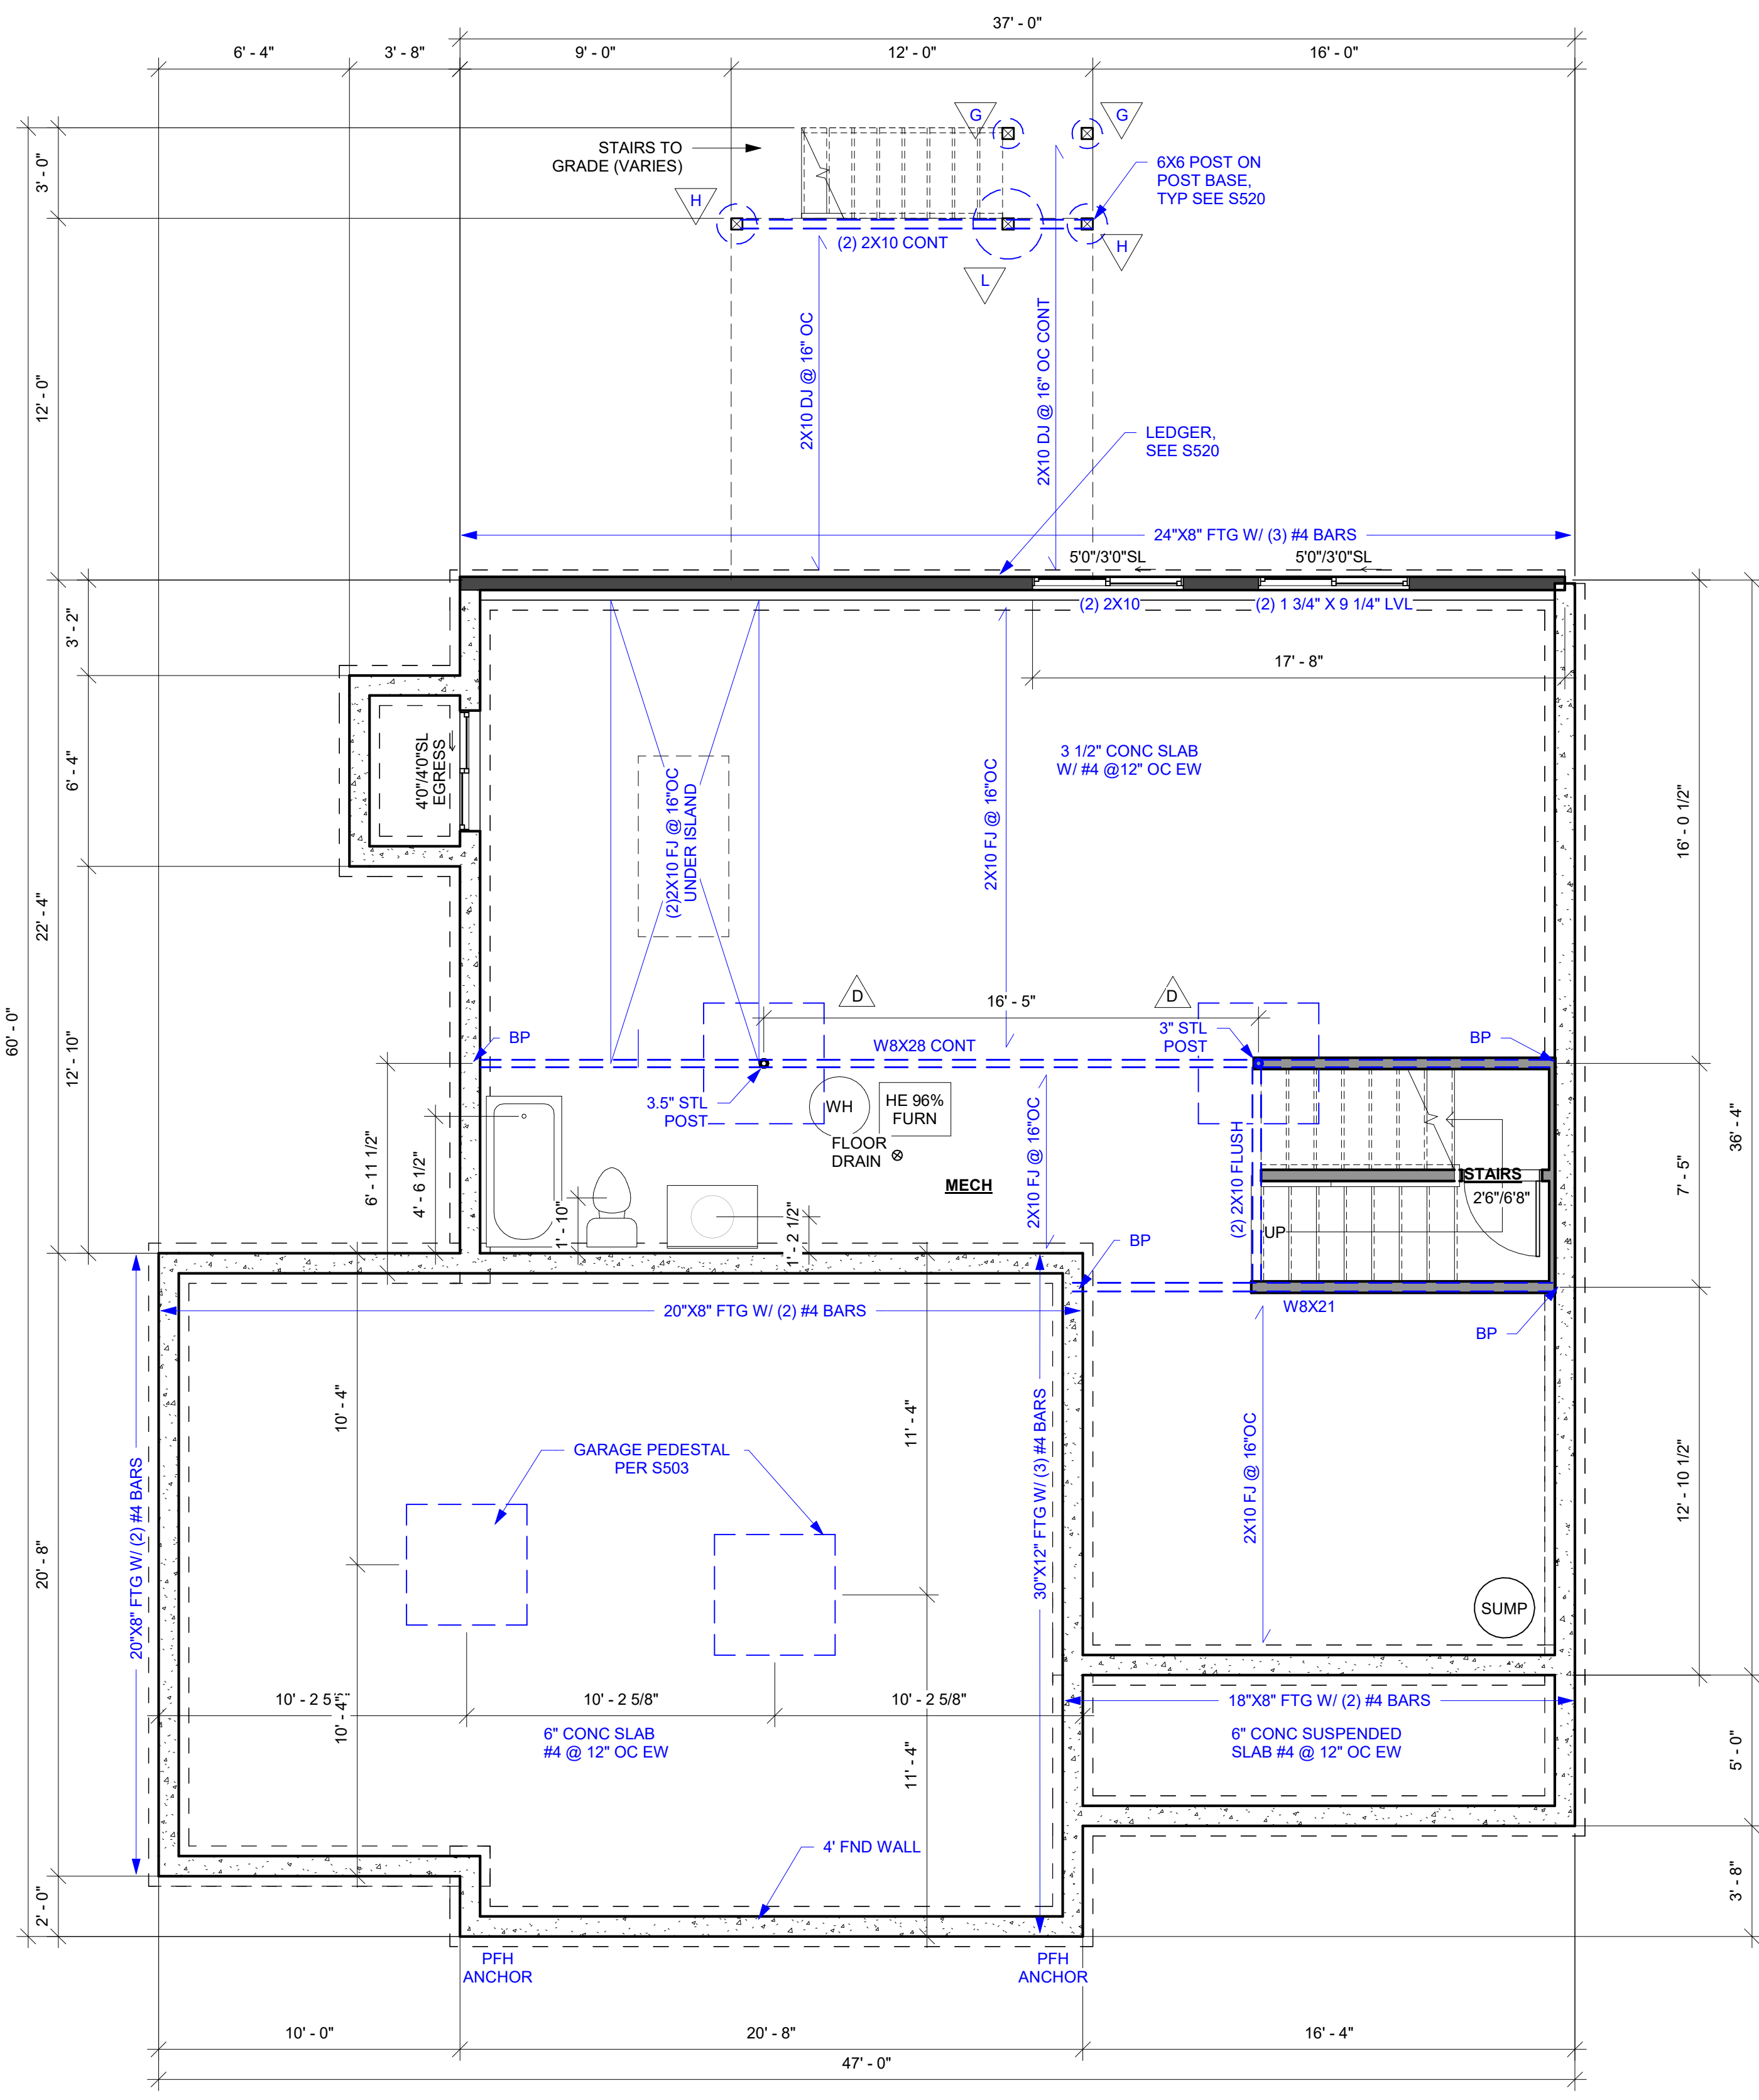 37' - 0"
6' - 4"
3' - 8"
9' - 0"
12' - 0"
16' - 0"
G
G
STAIRS TO
GRADE (VARIES)
6X6 POST ON
POST BASE,
TYP SEE S520
3' - 0"
H
(2) 2X10 CONT
H
L
12' - 0"
2X10 DJ @ 16" OC
2X10 DJ @ 16" OC CONT
LEDGER,
SEE S520
24"X8" FTG W/ (3) #4 BARS
5'0"/3'0"SL
5'0"/3'0"SL
(2) 2X10
(2) 1 3/4" X 9 1/4" LVL
3' - 2"
17' - 8"
6' - 4"
4'0"/4'0"SL
EGRESS
(2)2X10 FJ @ 16"OC
UNDER ISLAND
2X10 FJ @ 16"OC
3 1/2" CONC SLAB
W/ #4 @12" OC EW
16' - 0 1/2"
22' - 4"
60' - 0"
12' - 10"
D
D
16' - 5"
BP
W8X28 CONT
3" STL
POST
BP
3.5" STL
POST
WH
HE 96%
FURN
FLOOR
DRAIN
MECH
2X10 FJ @ 16"OC
(2) 2X10 FLUSH
STAIRS
2'6"/6'8"
UP
6' - 11 1/2"
4' - 6 1/2"
1' - 10"
1' - 2 1/2"
7' - 5"
36' - 4"
BP
20"X8" FTG W/ (2) #4 BARS
W8X21
BP
10' - 4"
11' - 4"
20"X8" FTG W/ (2) #4 BARS
GARAGE PEDESTAL
PER S503
30"X12" FTG W/ (3) #4 BARS
2X10 FJ @ 16"OC
12' - 10 1/2"
20' - 8"
SUMP
10' - 2 5
10' - 2 5/8"
10' - 2 5/8"
10' - 4"
18"X8" FTG W/ (2) #4 BARS
6" CONC SLAB
#4 @ 12" OC EW
6" CONC SUSPENDED
SLAB #4 @ 12" OC EW
11' - 4"
5' - 0"
4' FND WALL
2' - 0"
3' - 8"
PFH
ANCHOR
PFH
ANCHOR
10' - 0"
20' - 8"
16' - 4"
47' - 0"